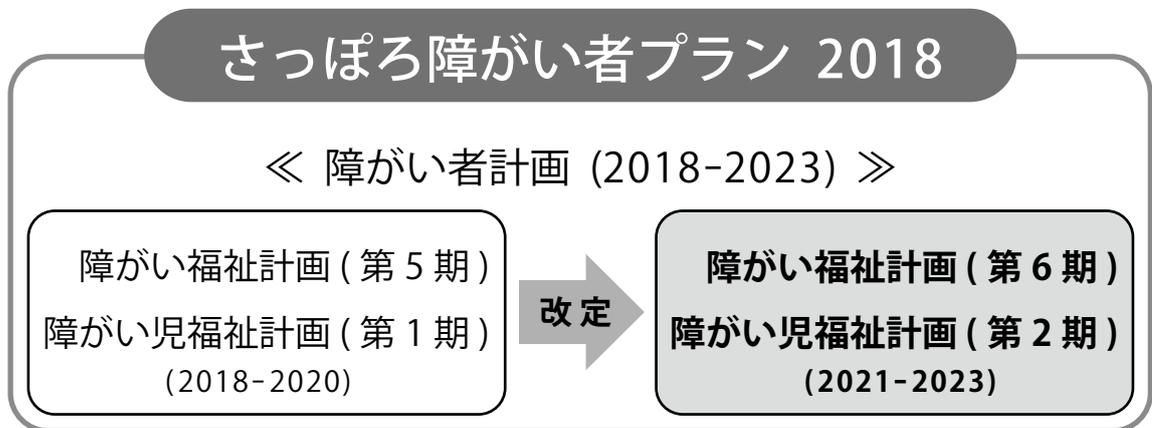 さっぽろ障がい者プラン 2018
≪ 障がい者計画 (2018-2023) ≫
障がい福祉計画 ( 第 5 期 )
障がい児福祉計画 ( 第 1 期 )
(2018-2020)
改 定
障がい福祉計画 ( 第 6 期 )
障がい児福祉計画 ( 第 2 期 )
(2021-2023)